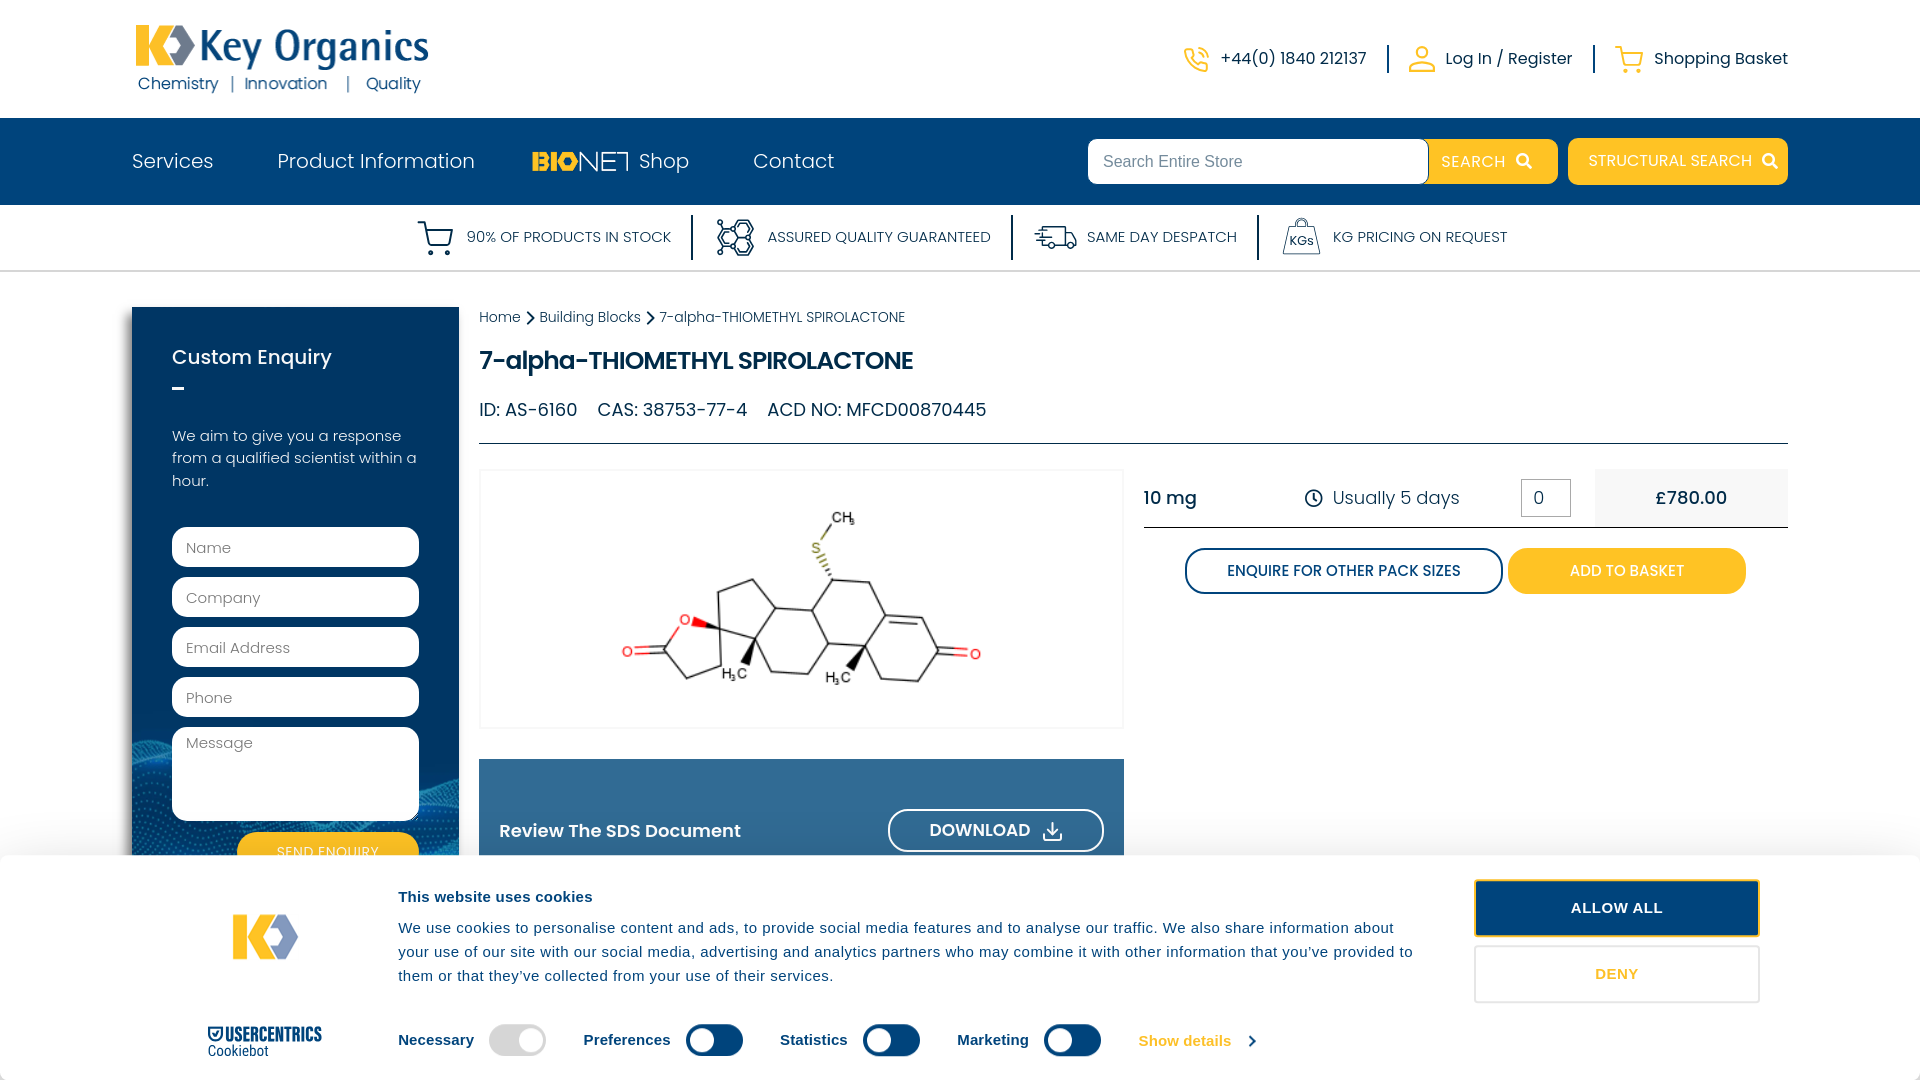 Key Organics
Chemistry | Innovation | Quality
+44(0) 1840 212137
Log In / Register
Shopping Basket
Services
Product Information
BIONET Shop
Contact
Search Entire Store
SEARCH
STRUCTURAL SEARCH
90% OF PRODUCTS IN STOCK
ASSURED QUALITY GUARANTEED
SAME DAY DESPATCH
KGs
KG PRICING ON REQUEST
Custom Enquiry
We aim to give you a response
from a qualified scientist within a
hour.
Name
Company
Email Address
Phone
Message
SEND ENQUIRY
Home
Building Blocks
7-alpha-THIOMETHYL SPIROLACTONE
7-alpha-THIOMETHYL SPIROLACTONE
ID: AS-6160 CAS: 38753-77-4 ACD NO: MFCD00870445
CH3
S
O
O
H3C
H3C
O
10 mg
Usually 5 days
0
£780.00
ENQUIRE FOR OTHER PACK SIZES
ADD TO BASKET
Review The SDS Document
DOWNLOAD
This website uses cookies
We use cookies to personalise content and ads, to provide social media features and to analyse our traffic. We also share information about
your use of our site with our social media, advertising and analytics partners who may combine it with other information that you’ve provided to
them or that they’ve collected from your use of their services.
ALLOW ALL
DENY
USERCENTRICS
Cookiebot
Necessary
Preferences
Statistics
Marketing
Show details